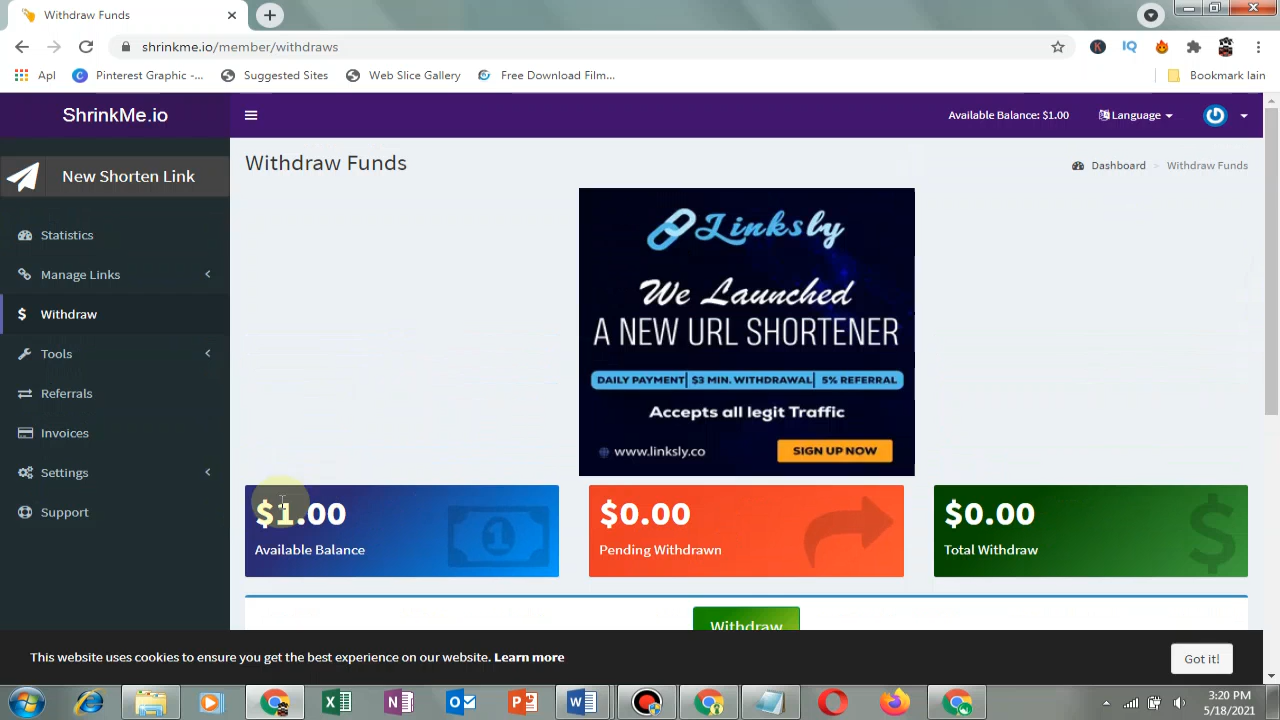 Withdraw Funds
shrinkme.io/member/withdraws
K
IQ
Apl
Pinterest Graphic -...
Suggested Sites
Web Slice Gallery
Free Download Film...
Bookmark lain
ShrinkMe.io
Available Balance: $1.00
Language
New Shorten Link
Withdraw Funds
Dashboard > Withdraw Funds
Statistics
Manage Links
Withdraw
Tools
Referrals
Invoices
Settings
Support
Linksly
We Launched
A NEW URL SHORTENER
DAILY PAYMENT| $3 MIN. WITHDRAWAL| 5% REFERRAL
Accepts all legit Traffic
www.linksly.co
SIGN UP NOW
$1.00
Available Balance
$0.00
Pending Withdrawn
$0.00
Total Withdraw
Withdraw
This website uses cookies to ensure you get the best experience on our website. Learn more
Got it!
3:20 PM
5/18/2021